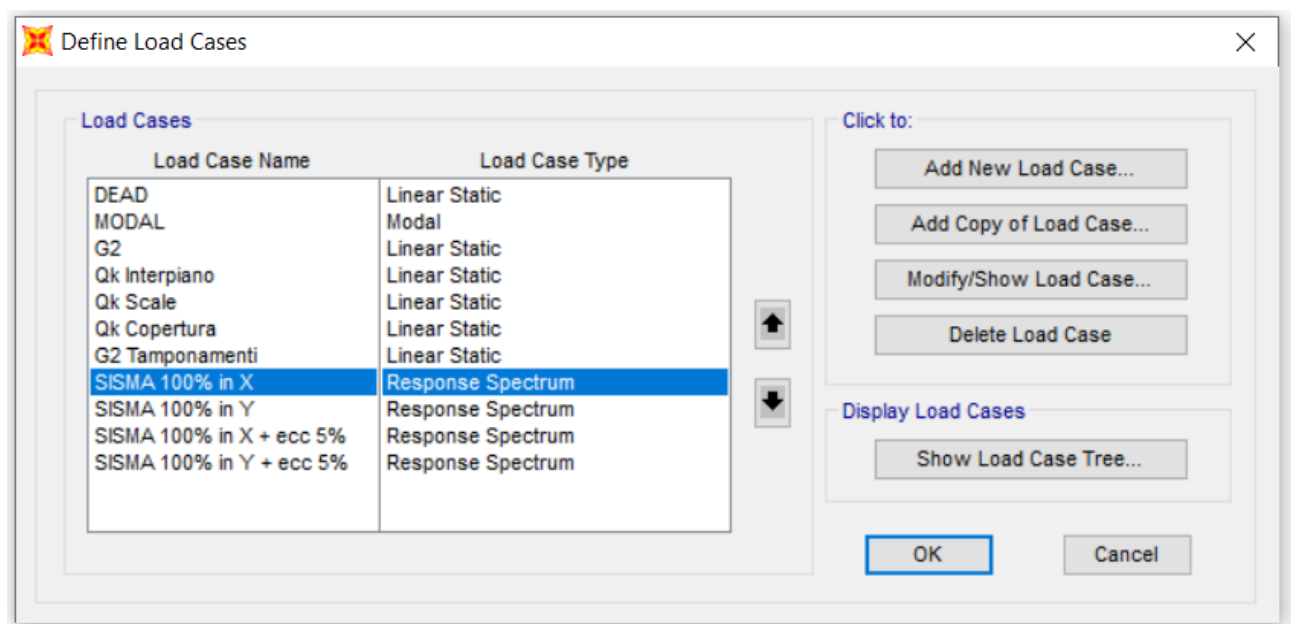 Define Load Cases
Load Cases
Load Case Name Load Case Type
DEAD Linear Static
MODAL Modal
G2 Linear Static
Qk Interpiano Linear Static
Qk Scale Linear Static
Qk Copertura Linear Static
G2 Tamponamenti Linear Static
SISMA 100% in X Response Spectrum
SISMA 100% in Y Response Spectrum
SISMA 100% in X + ecc 5% Response Spectrum
SISMA 100% in Y + ecc 5% Response Spectrum
Click to:
Add New Load Case...
Add Copy of Load Case...
Modify/Show Load Case...
Delete Load Case
Display Load Cases
Show Load Case Tree...
OK Cancel